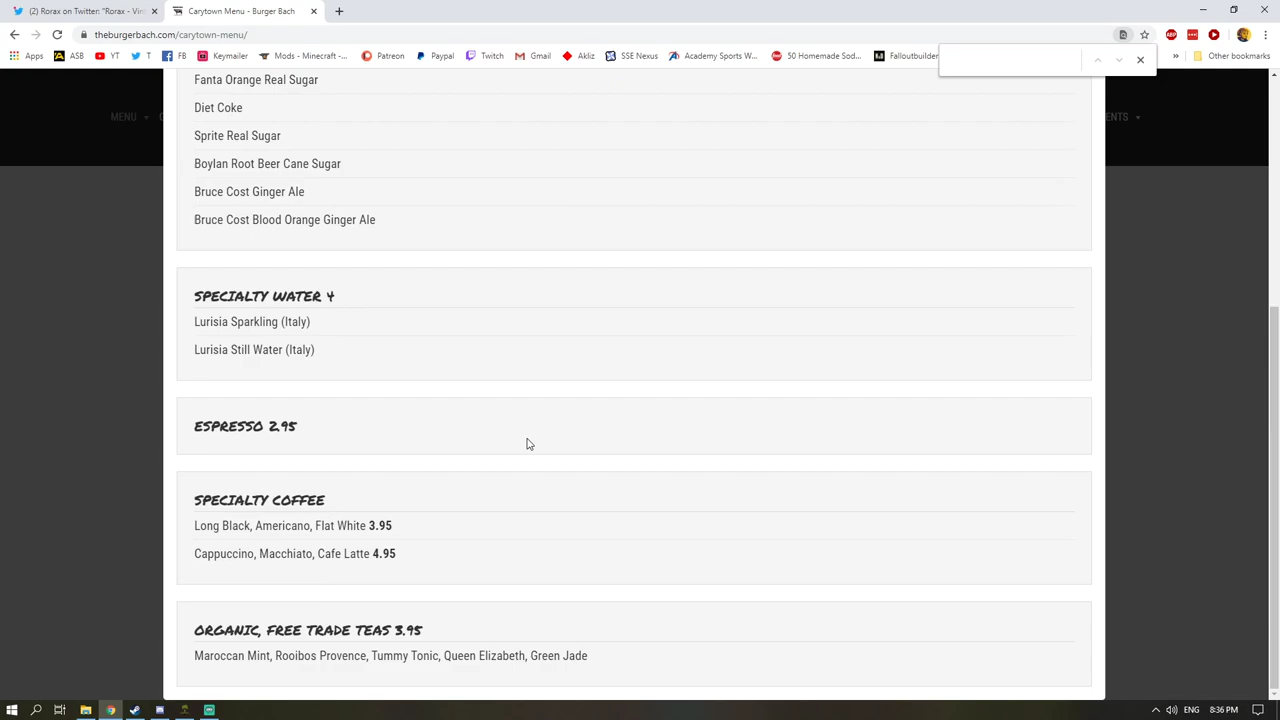 (2) Rorax on Twitter: "Rorax - Vin
Carytown Menu - Burger Bach
theburgerbach.com/carytown-menu/
Apps ASB YT T FB Keymailer Mods - Minecraft -... Patreon Paypal Twitch Gmail Akliz SSE Nexus Academy Sports W... 50 Homemade Sod... Falloutbuilder » Other bookmarks
MENU
ENTS
Fanta Orange Real Sugar
Diet Coke
Sprite Real Sugar
Boylan Root Beer Cane Sugar
Bruce Cost Ginger Ale
Bruce Cost Blood Orange Ginger Ale
SPECIALTY WATER 4
Lurisia Sparkling (Italy)
Lurisia Still Water (Italy)
ESPRESSO 2.95
SPECIALTY COFFEE
Long Black, Americano, Flat White 3.95
Cappuccino, Macchiato, Cafe Latte 4.95
ORGANIC, FREE TRADE TEAS 3.95
Maroccan Mint, Rooibos Provence, Tummy Tonic, Queen Elizabeth, Green Jade
ENG 8:36 PM